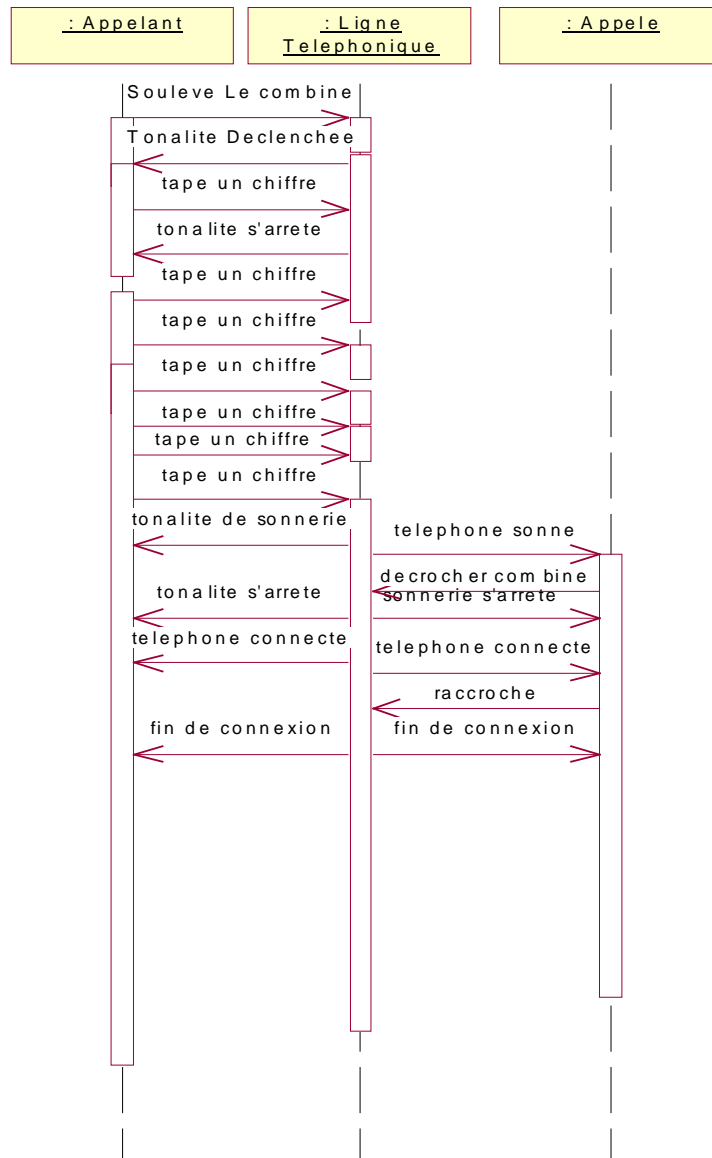 : Appelant
: Ligne
Telephonique
: Appele
Souleve Le combine
Tonalite Declenchee
tape un chiffre
tonalite s'arrete
tape un chiffre
tape un chiffre
tape un chiffre
tape un chiffre
tape un chiffre
tape un chiffre
tonalite de sonnerie
telephone sonne
decrocher combine
tonalite s'arrete
sonnerie s'arrete
telephone connecte
telephone connecte
raccroche
fin de connexion
fin de connexion